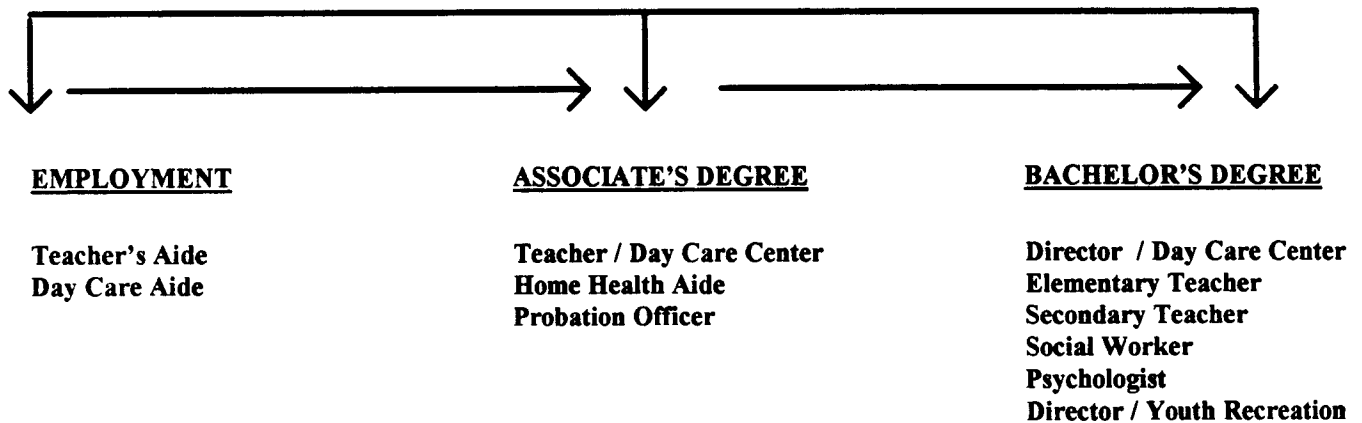 EMPLOYMENT
Teacher's Aide
Day Care Aide
ASSOCIATE'S DEGREE
Teacher / Day Care Center
Home Health Aide
Probation Officer
BACHELOR'S DEGREE
Director / Day Care Center
Elementary Teacher
Secondary Teacher
Social Worker
Psychologist
Director / Youth Recreation